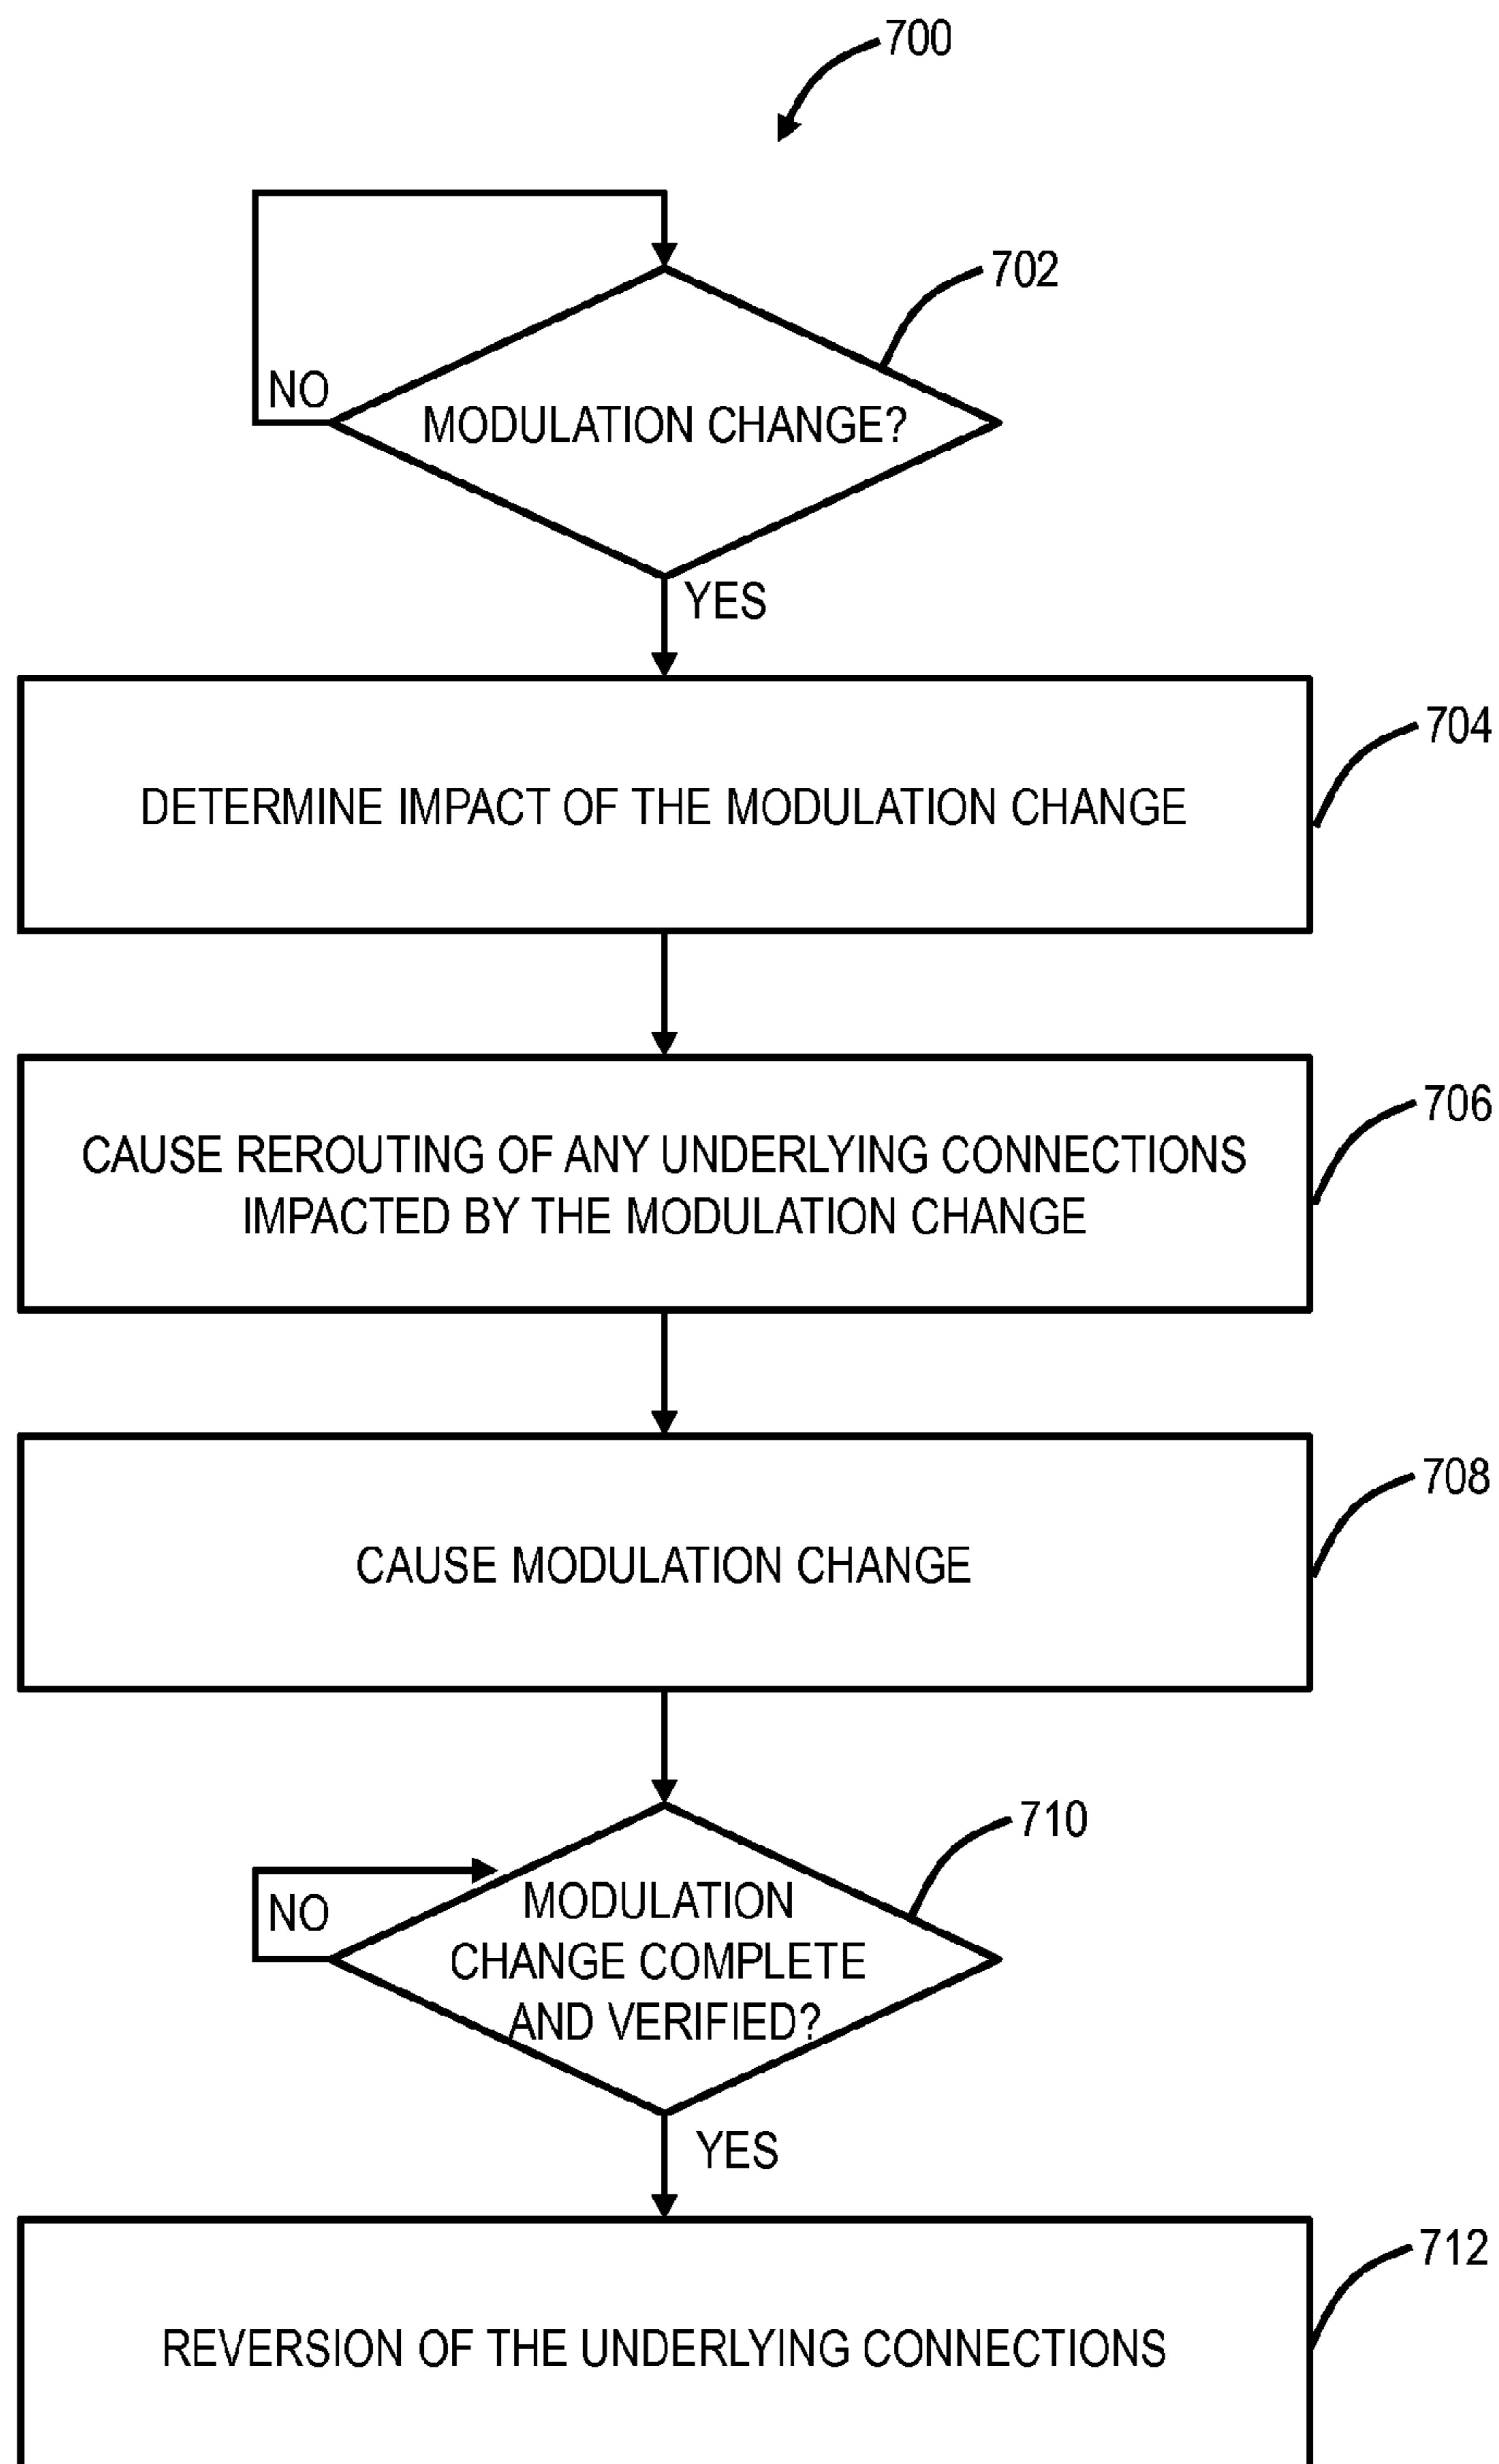 700
702
NO
MODULATION CHANGE?
YES
704
DETERMINE IMPACT OF THE MODULATION CHANGE
706
CAUSE REROUTING OF ANY UNDERLYING CONNECTIONS
IMPACTED BY THE MODULATION CHANGE
708
CAUSE MODULATION CHANGE
710
NO
MODULATION
CHANGE COMPLETE
AND VERIFIED?
YES
712
REVERSION OF THE UNDERLYING CONNECTIONS